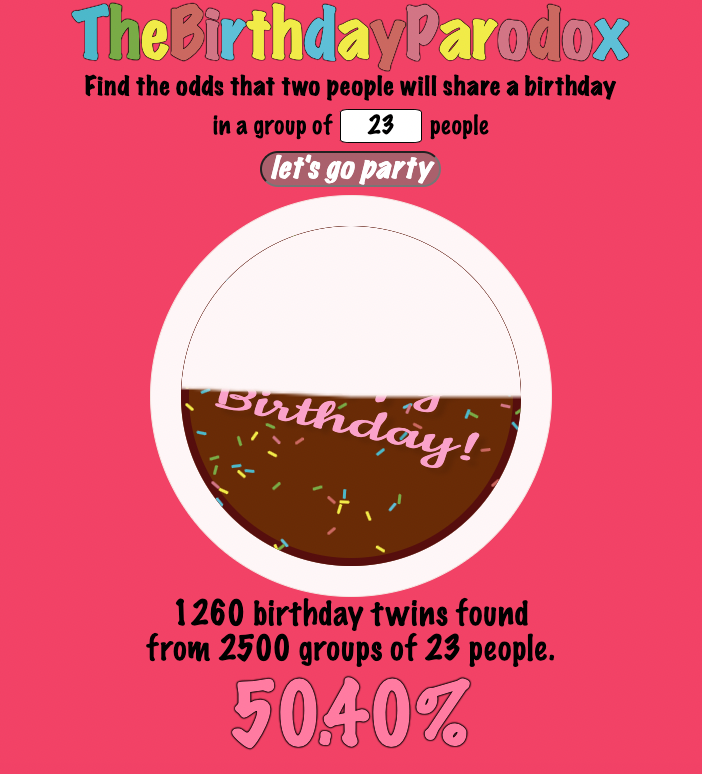 TheBirthdayParodox
Find the odds that two people will share a birthday
in a group of 23 people
let's go party
Birthday!
1260 birthday twins found
from 2500 groups of 23 people.
50.40%